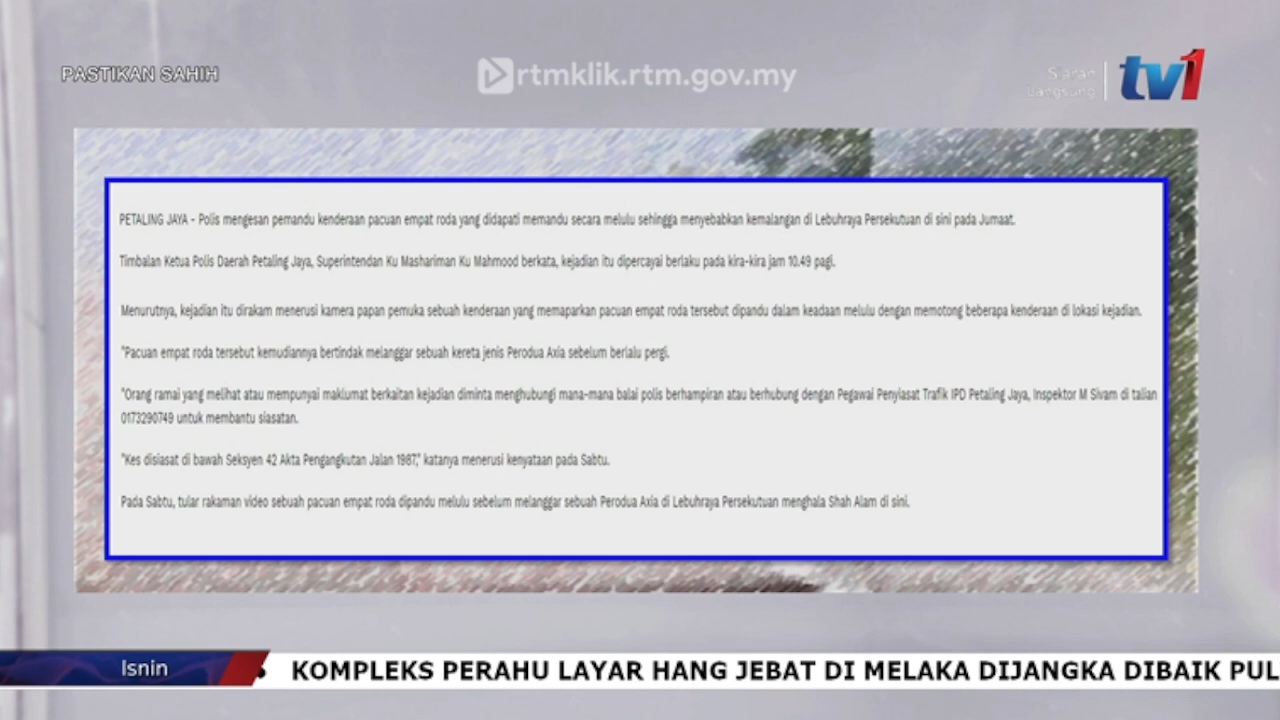 PASTIKAN SAHIH
rtmklik.rtm.gov.my
Siaran
Langsung
tv1
PETALING JAYA - Polis mengesan pemandu kenderaan pacuan empat roda yang didapati memandu secara melulu sehingga menyebabkan kemalangan di Lebuhraya Persekutuan di sini pada Jumaat.
Timbalan Ketua Polis Daerah Petaling Jaya, Superintendan Ku Mashariman Ku Mahmood berkata, kejadian itu dipercayai berlaku pada kira-kira jam 10.49 pagi.
Menurutnya, kejadian itu dirakam menerusi kamera papan pemuka sebuah kenderaan yang memaparkan pacuan empat roda tersebut dipandu dalam keadaan melulu dengan memotong beberapa kenderaan di lokasi kejadian.
"Pacuan empat roda tersebut kemudiannya bertindak melanggar sebuah kereta jenis Perodua Axia sebelum berlalu pergi.
"Orang ramai yang melihat atau mempunyai maklumat berkaitan kejadian diminta menghubungi mana-mana balai polis berhampiran atau berhubung dengan Pegawai Penyiasat Trafik IPD Petaling Jaya, Inspektor M Sivam di talian
0173290749 untuk membantu siasatan.
"Kes disiasat di bawah Seksyen 42 Akta Pengangkutan Jalan 1987," katanya menerusi kenyataan pada Sabtu.
Pada Sabtu, tular rakaman video sebuah pacuan empat roda dipandu melulu sebelum melanggar sebuah Perodua Axia di Lebuhraya Persekutuan menghala Shah Alam di sini.
Isnin
KOMPLEKS PERAHU LAYAR HANG JEBAT DI MELAKA DIJANGKA DIBAIK PUL